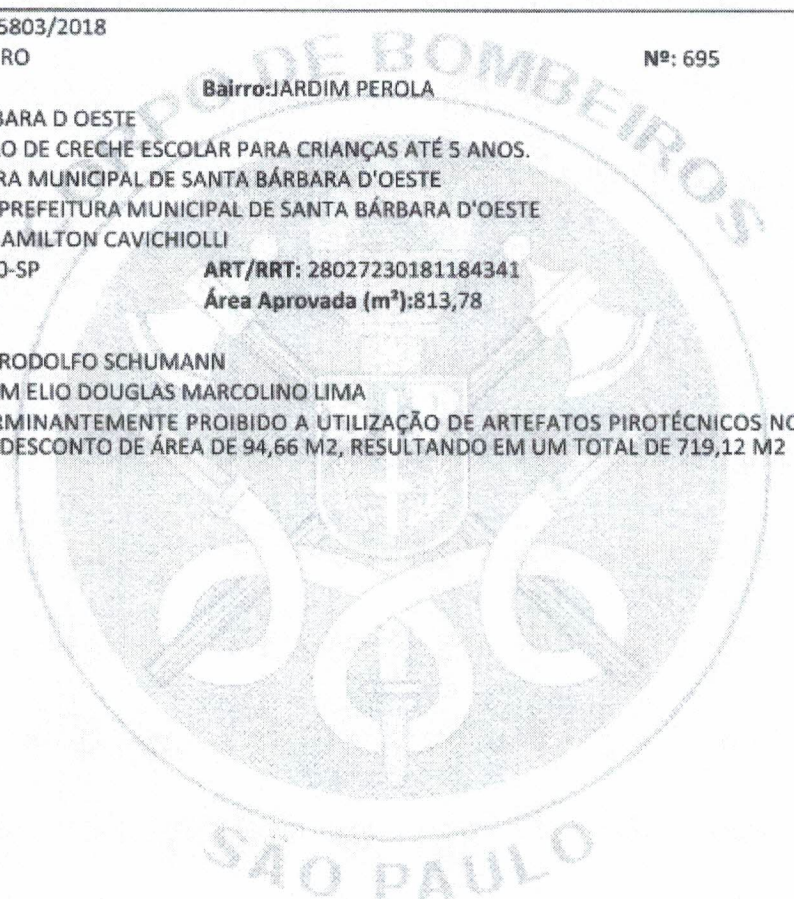 5803/2018
RO Nº: 695
Bairro:JARDIM PEROLA
BARA D OESTE
O DE CRECHE ESCOLAR PARA CRIANÇAS ATÉ 5 ANOS.
RA MUNICIPAL DE SANTA BÁRBARA D'OESTE
PREFEITURA MUNICIPAL DE SANTA BÁRBARA D'OESTE
AMILTON CAVICHIOLLI
0-SP ART/RRT: 28027230181184341
Área Aprovada (m²):813,78
RODOLFO SCHUMANN
M ELIO DOUGLAS MARCOLINO LIMA
RMINANTEMENTE PROIBIDO A UTILIZAÇÃO DE ARTEFATOS PIROTÉCNICOS NO
DESCONTO DE ÁREA DE 94,66 M2, RESULTANDO EM UM TOTAL DE 719,12 M2
CORPO DE BOMBEIROS
SÃO PAULO